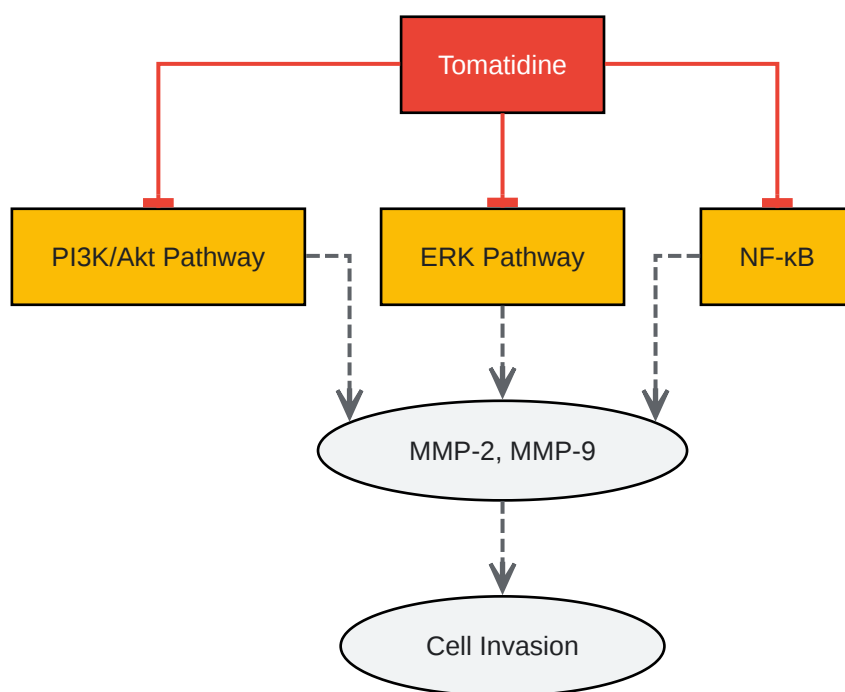 Tomatidine
PI3K/Akt Pathway
ERK Pathway
NF-κB
MMP-2, MMP-9
Cell Invasion